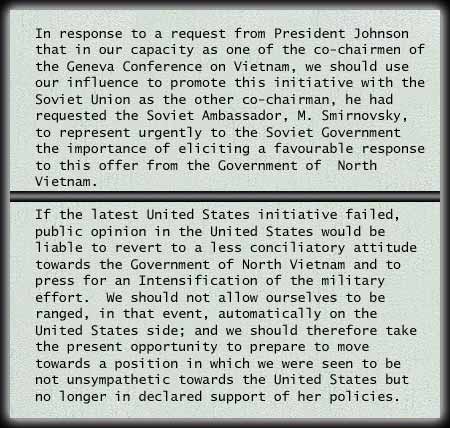 In response to a request from President Johnson
that in our capacity as one of the co-chairmen of
the Geneva Conference on Vietnam, we should use
our influence to promote this initiative with the
Soviet Union as the other co-chairman, he had
requested the Soviet Ambassador, M. Smirnovsky,
to represent urgently to the Soviet Government
the importance of eliciting a favourable response
to this offer from the Government of North
Vietnam.
If the latest United States initiative failed,
public opinion in the United States would be
liable to revert to a less conciliatory attitude
towards the Government of North Vietnam and to
press for an Intensification of the military
effort. We should not allow ourselves to be
ranged, in that event, automatically on the
United States side; and we should therefore take
the present opportunity to prepare to move
towards a position in which we were seen to be
not unsympathetic towards the United States but
no longer in declared support of her policies.